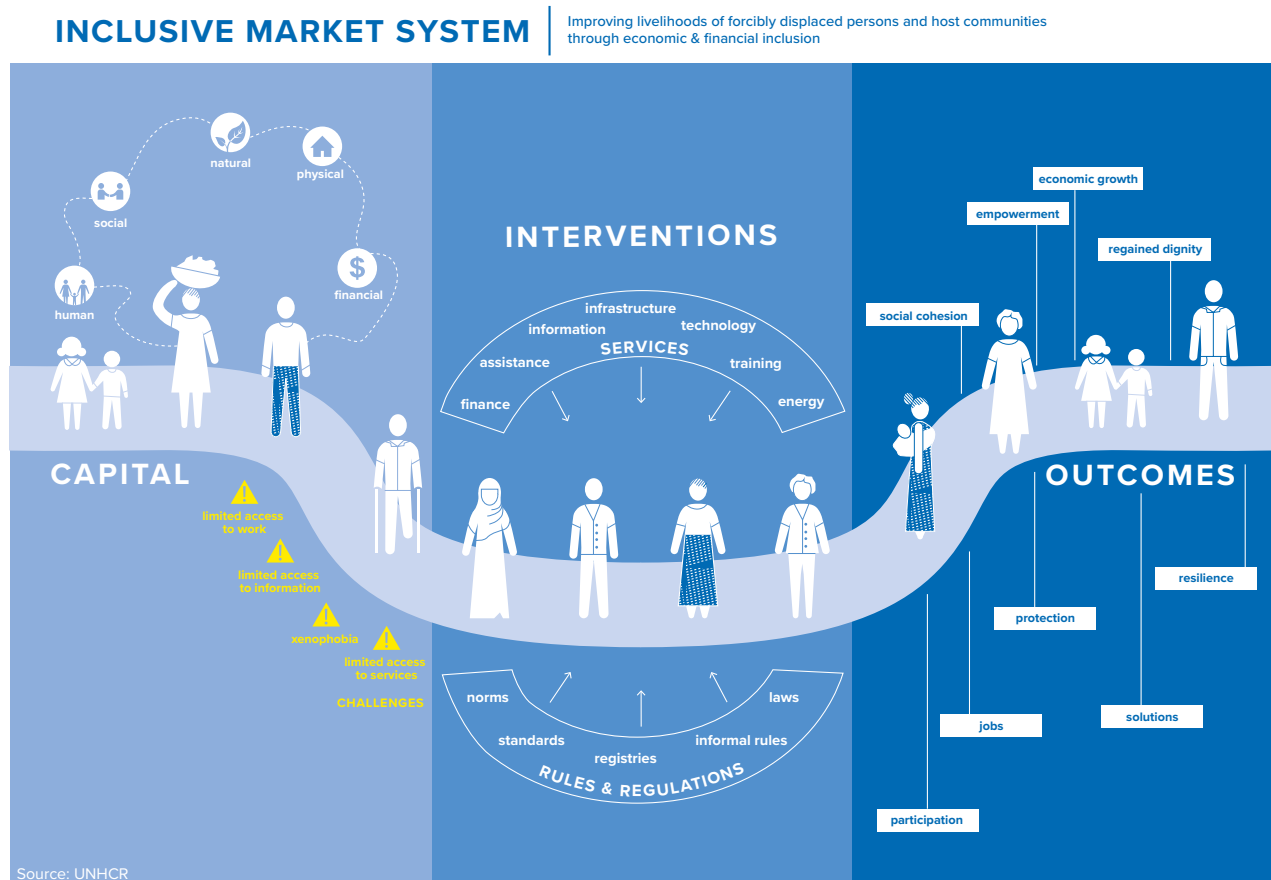 INCLUSIVE MARKET SYSTEM
Improving livelihoods of forcibly displaced persons and host communities
through economic & financial inclusion
natural
physical
social
$
financial
human
CAPITAL
limited access
to work
limited access
to information
xenophobia
limited access
to services
CHALLENGES
INTERVENTIONS
infrastructure
information
technology
SERVICES
assistance
training
finance
energy
norms
laws
standards
informal rules
registries
RULES & REGULATIONS
economic growth
empowerment
regained dignity
social cohesion
OUTCOMES
resilience
protection
solutions
jobs
participation
Source: UNHCR